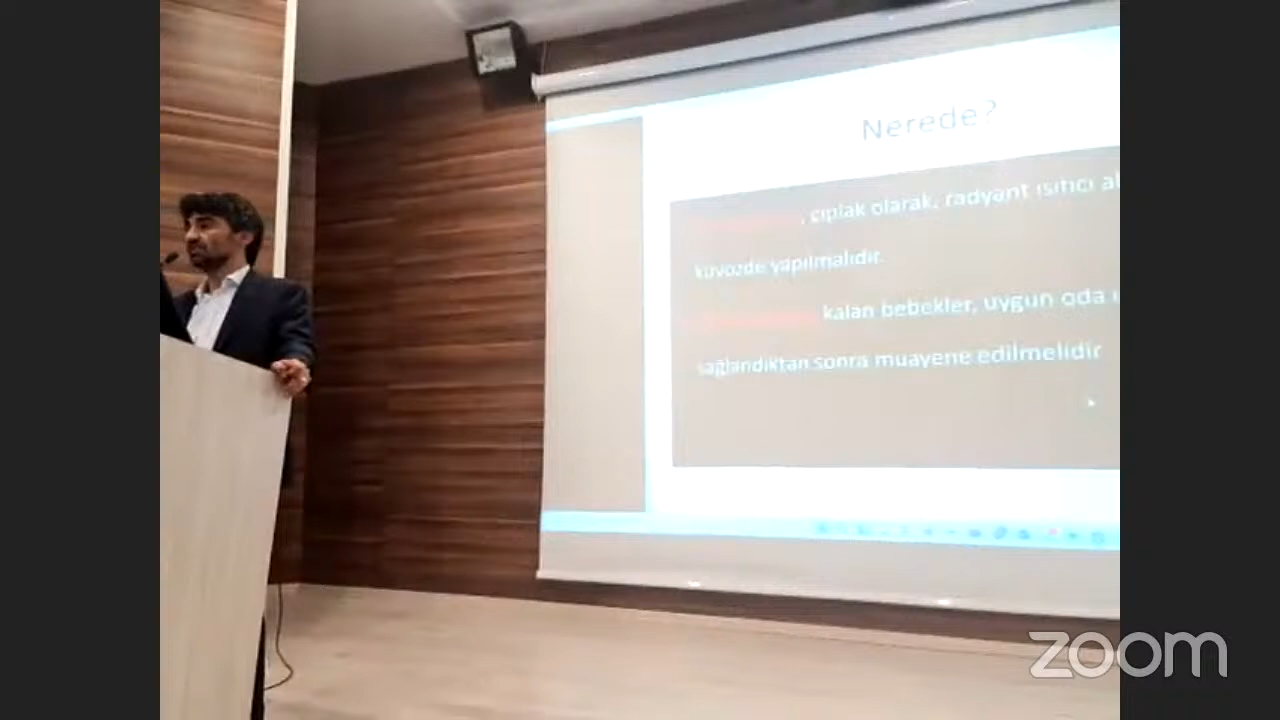 Nerede?
, çıplak olarak, radyant ısıtıcı al
küvözde yapılmalıdır.
kalan bebekler, uygun oda
sağlandıktan sonra muayene edilmelidir
zoom